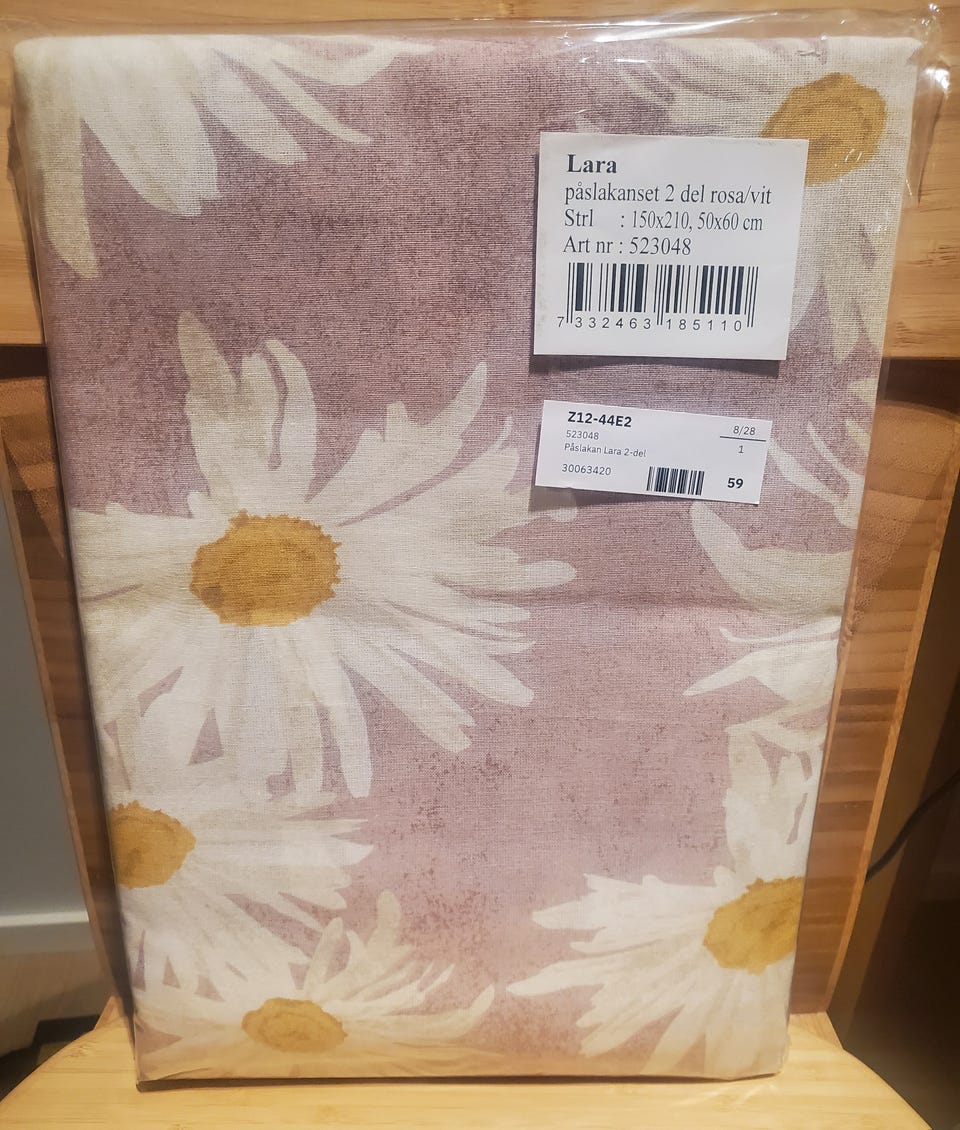 Lara
påslakanset 2 del rosa/vit
Strl : 150x210, 50x60 cm
Art nr : 523048
7 332463 185110
Z12-44E2
8/28
523048
1
Påslakan Lara 2-del
30063420
59